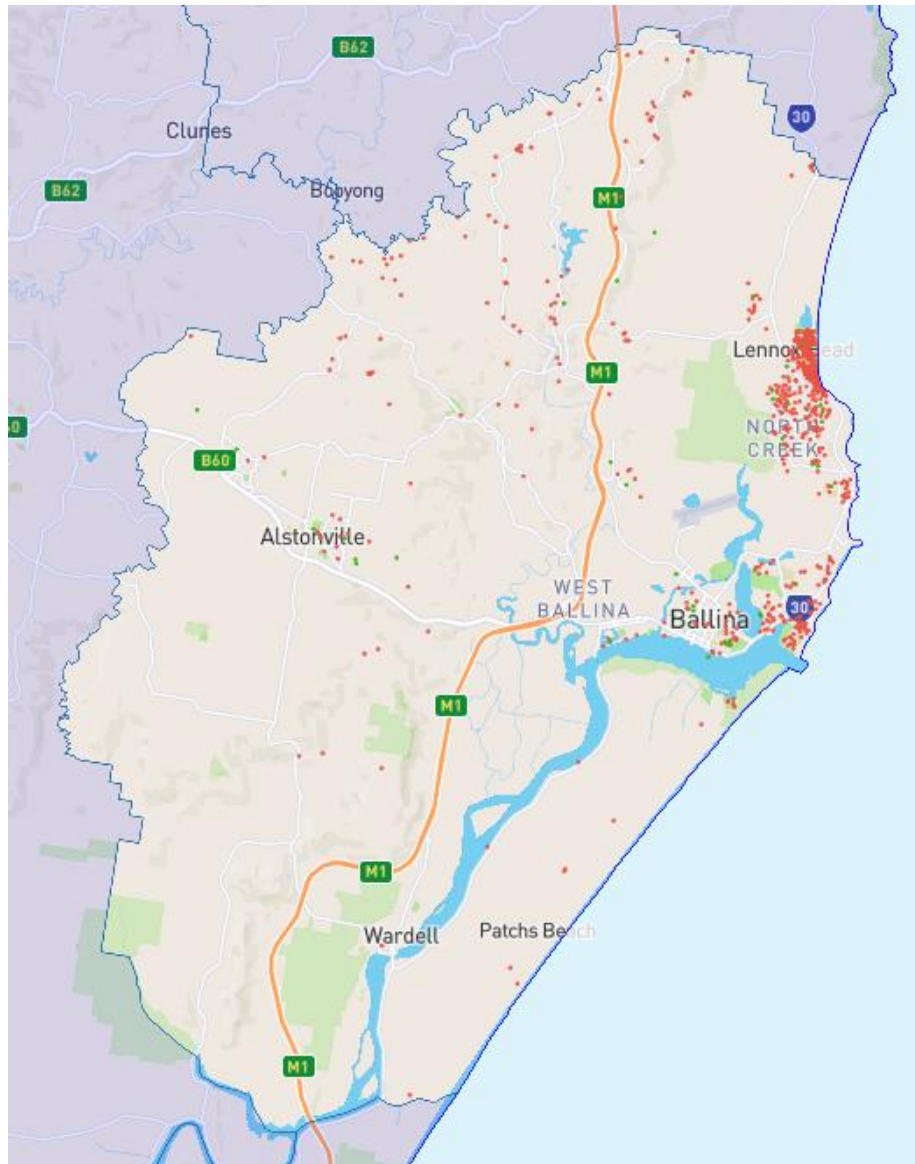 B62
30
Clunes
B62
Booyong
M1
Lennox Head
M1
NORTH
CREEK
B60
Alstonville
WEST
BALLINA
30
Ballina
M1
M1
Patchs Beach
Wardell
M1